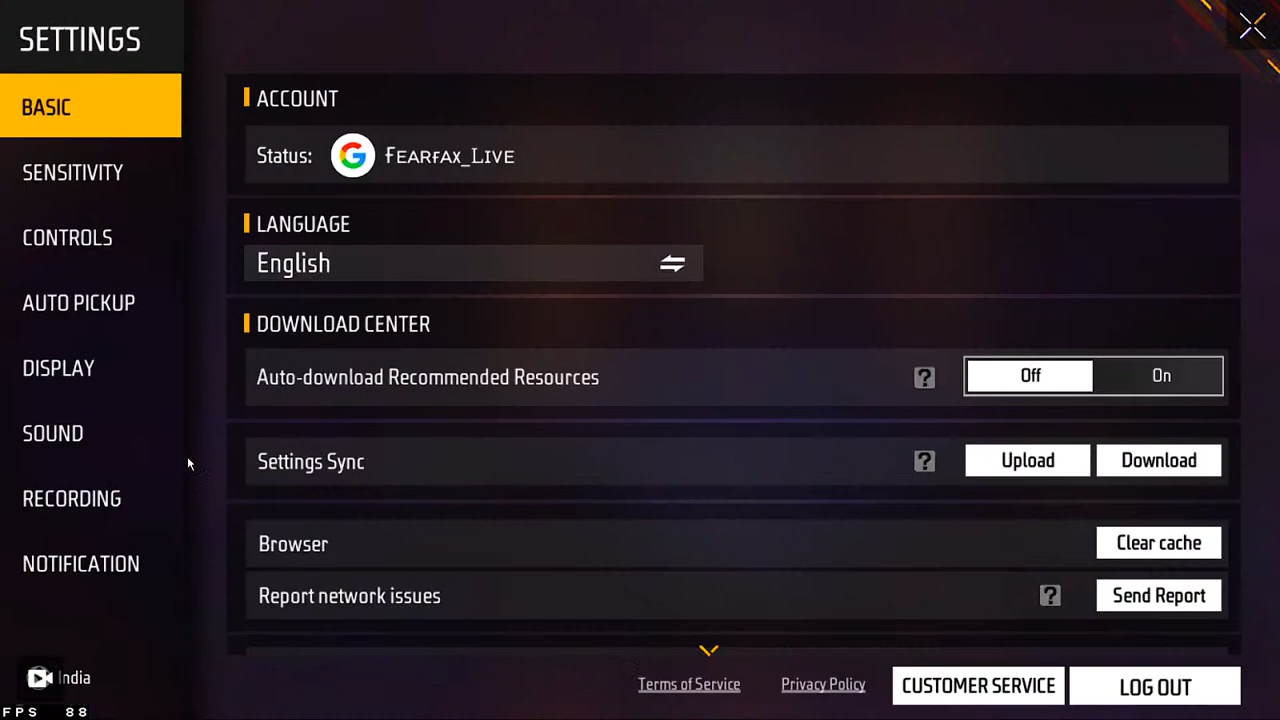 SETTINGS
BASIC
SENSITIVITY
CONTROLS
AUTO PICKUP
DISPLAY
SOUND
RECORDING
NOTIFICATION
India
FPS 88
ACCOUNT
Status: G Fᴇᴀʀғᴀx_Lɪᴠᴇ
LANGUAGE
English
DOWNLOAD CENTER
Auto-download Recommended Resources ? Off On
Settings Sync ? Upload Download
Browser Clear cache
Report network issues ? Send Report
Terms of Service Privacy Policy CUSTOMER SERVICE LOG OUT